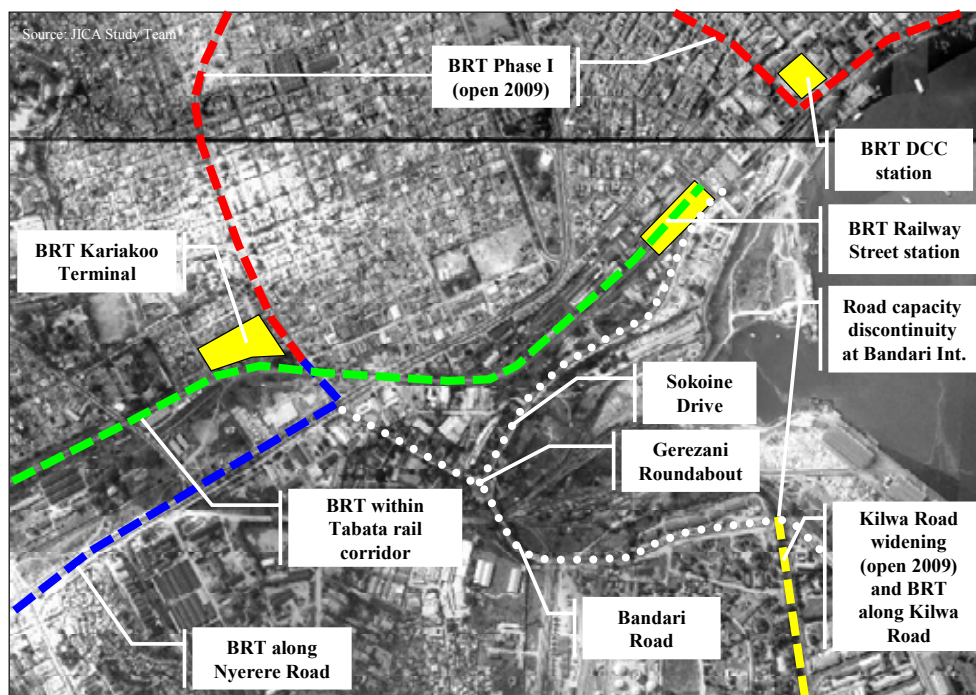 Source: JICA Study Team
BRT Phase I
(open 2009)
BRT DCC
station
BRT Railway
Street station
BRT Kariakoo
Terminal
Road capacity
discontinuity
at Bandari Int.
Sokoine
Drive
Gerezani
Roundabout
BRT within
Tabata rail
corridor
Kilwa Road
widening
(open 2009)
and BRT
along Kilwa
Road
Bandari
Road
BRT along
Nyerere Road